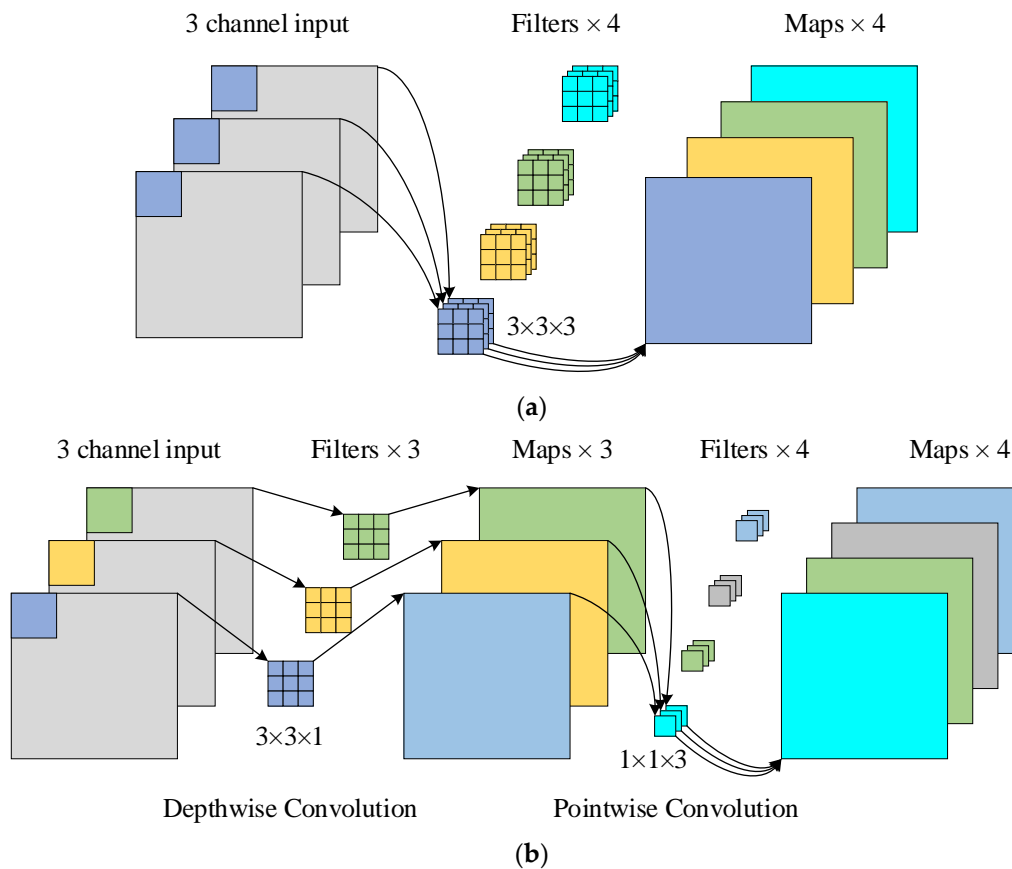 3 channel input
Filters × 4
Maps × 4
3×3×3
(a)
3 channel input
Filters × 3
Maps × 3
Filters × 4
Maps × 4
3×3×1
1×1×3
Depthwise Convolution
Pointwise Convolution
(b)